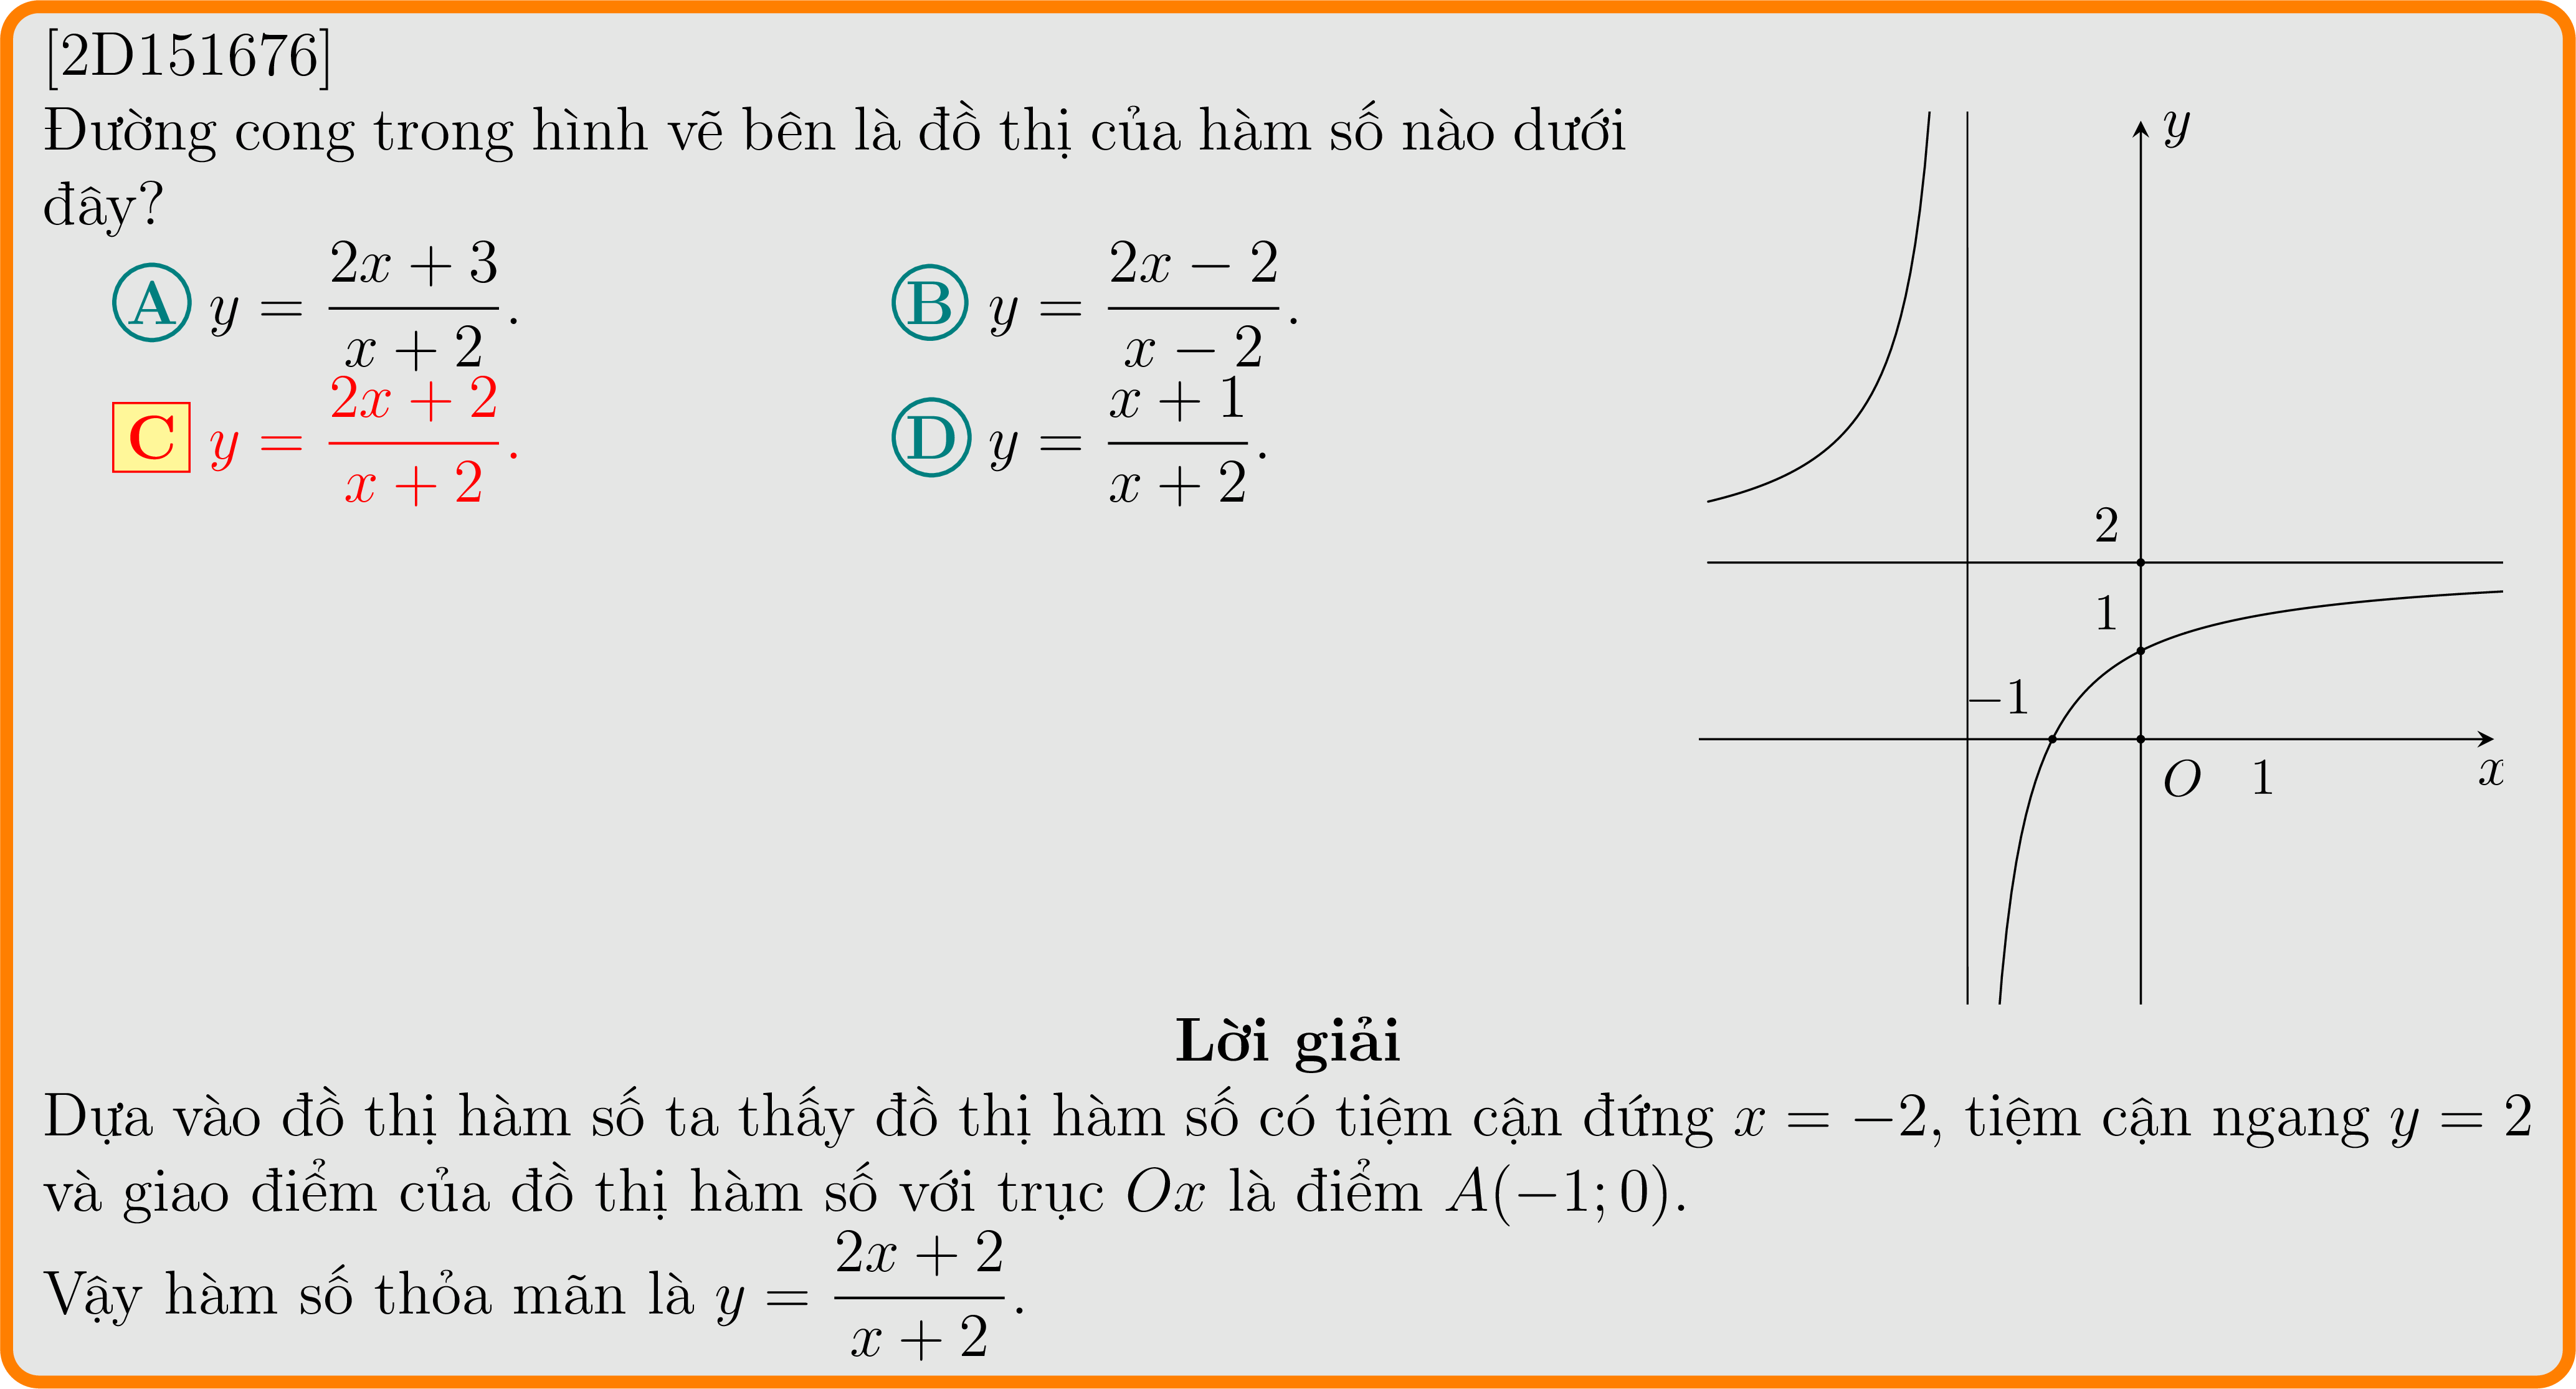 [2D151676]
Đường cong trong hình vẽ bên là đồ thị của hàm số nào dưới
đây?
A y = \frac{2x + 3}{x + 2}.
B y = \frac{2x − 2}{x − 2}.
C y = \frac{2x + 2}{x + 2}.
D y = \frac{x + 1}{x + 2}.
y
2
1
−1
O
1
x
Lời giải
Dựa vào đồ thị hàm số ta thấy đồ thị hàm số có tiệm cận đứng x = −2, tiệm cận ngang y = 2
và giao điểm của đồ thị hàm số với trục Ox là điểm A(−1; 0).
Vậy hàm số thỏa mãn là y = \frac{2x + 2}{x + 2}.